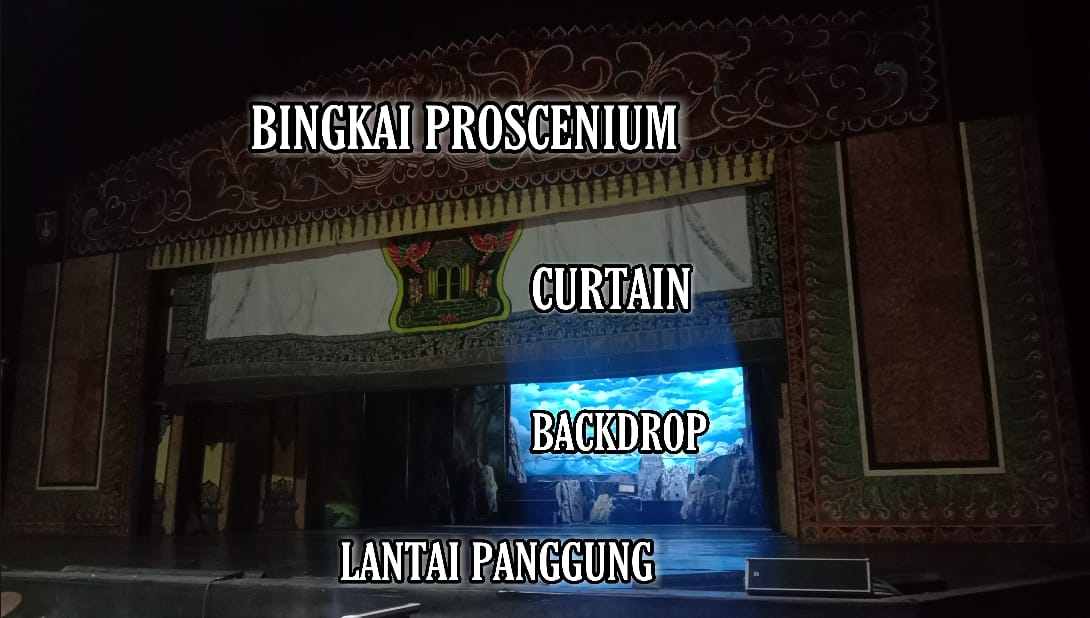 BINGKAI PROSCENIUM
CURTAIN
BACKDROP
LANTAI PANGGUNG